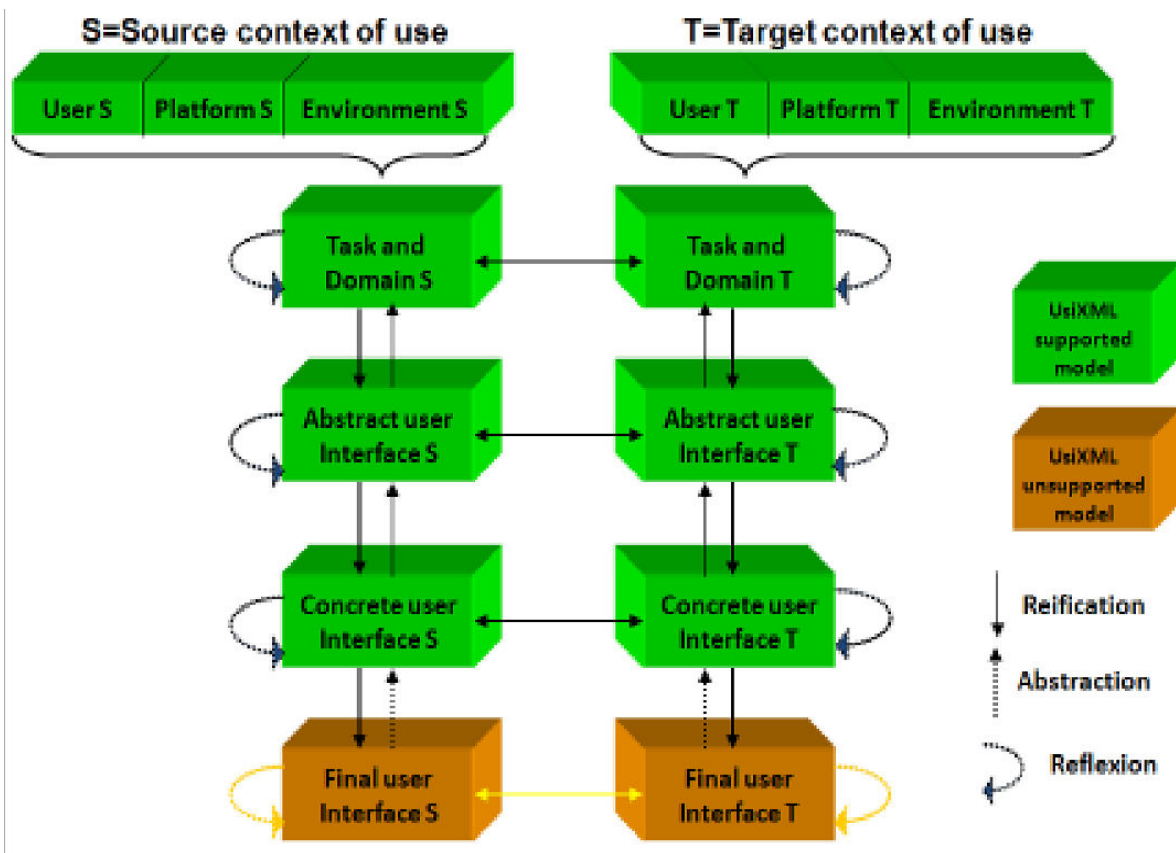 S=Source context of use
T=Target context of use
User S
Platform S
Environment S
User T
Platform T
Environment T
Task and
Domain S
Task and
Domain T
UsiXML
supported
model
Abstract user
Interface S
Abstract user
Interface T
UsiXML
unsupported
model
Concrete user
Interface S
Concrete user
Interface T
Reification
Abstraction
Reflexion
Final user
Interface S
Final user
Interface T